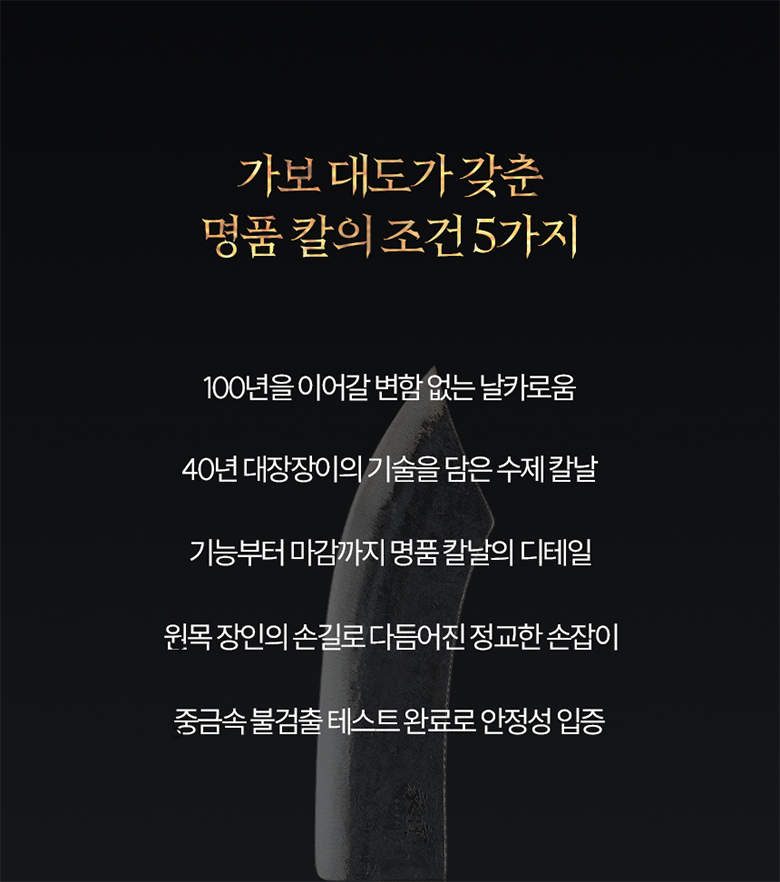 가보 대도가 갖춘
명품 칼의 조건 5가지
100년을 이어갈 변함 없는 날카로움
40년 대장장이의 기술을 담은 수제 칼날
기능부터 마감까지 명품 칼날의 디테일
원목 장인의 손길로 다듬어진 정교한 손잡이
중금속 불검출 테스트 완료로 안정성 입증